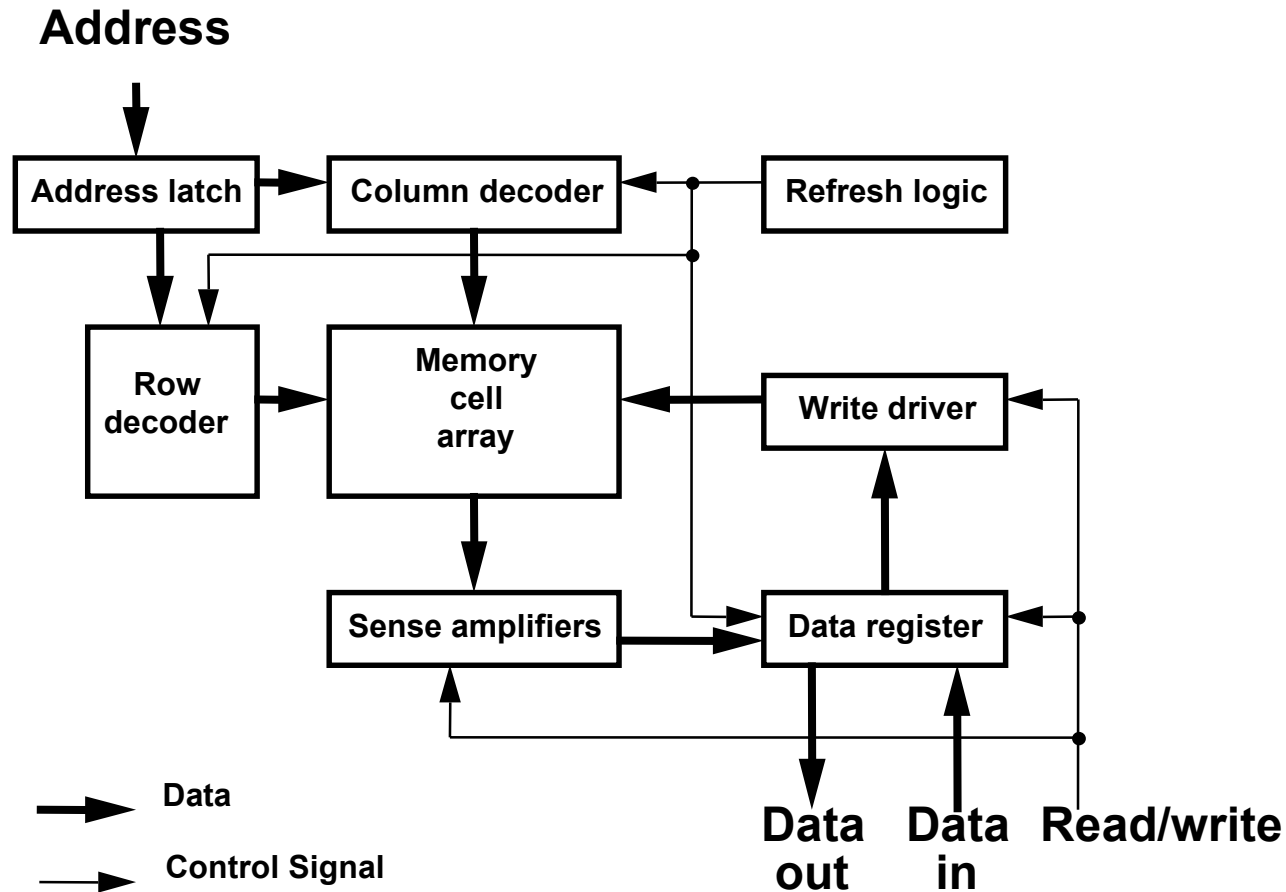 Address
Address latch
Column decoder
Refresh logic
Row
decoder
Memory
cell
array
Write driver
Sense amplifiers
Data register
Data
Control Signal
Data
out
Data
in
Read/write